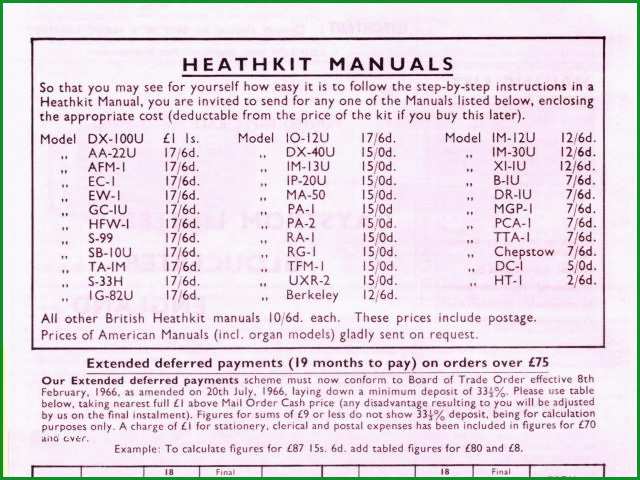 HEATHKIT MANUALS
So that you may see for yourself how easy it is to follow the step-by-step instructions in a
Heathkit Manual, you are invited to send for any one of the Manuals listed below, enclosing
the appropriate cost (deductable from the price of the kit if you buy this later).
Model DX-100U £1 1s. Model IO-12U 17/6d. Model IM-12U 12/6d.
,, AA-22U 17/6d. ,, DX-40U 15/0d. ,, IM-30U 12/6d.
,, AFM-1 17/6d. ,, IM-13U 15/0d. ,, XI-IU 12/6d.
,, EC-1 17/6d. ,, IP-20U 15/0d. ,, B-IU 7/6d.
,, EW-1 17/6d. ,, MA-50 15/0d. ,, DR-IU 7/6d.
,, GC-IU 17/6d. ,, PA-1 15/0d. ,, MGP-1 7/6d.
,, HFW-1 17/6d. ,, PA-2 15/0d. ,, PCA-1 7/6d.
,, S-99 17/6d. ,, RA-1 15/0d. ,, TTA-1 7/6d.
,, SB-10U 17/6d. ,, RG-1 15/0d. ,, Chepstow 7/6d.
,, TA-IM 17/6d. ,, TFM-1 15/0d. ,, DC-1 5/0d.
,, S-33H 17/6d. ,, UXR-2 15/0d. ,, HT-1 2/6d.
,, IG-82U 17/6d. ,, Berkeley 12/6d.
All other British Heathkit manuals 10/6d. each. These prices include postage.
Prices of American Manuals (incl. organ models) gladly sent on request.
Extended deferred payments (19 months to pay) on orders over £75
Our Extended deferred payments scheme must now conform to Board of Trade Order effective 8th
February, 1966, as amended on 20th July, 1966, laying down a minimum deposit of 33⅓%. Please use table
below, taking nearest full £1 above Mail Order Cash price (any disadvantage resulting to you will be adjusted
by us on the final instalment). Figures for sums of £9 or less do not show 33⅓% deposit, being for calculation
purposes only. A charge of £1 for stationery, clerical and postal expenses has been included in figures for £70
and over.
Example: To calculate figures for £87 15s. 6d. add tabled figures for £80 and £8.
18 Final 18 Final